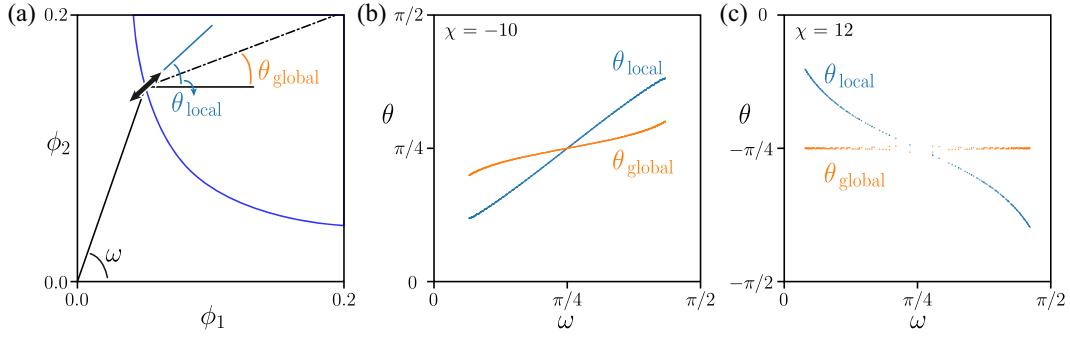 (a)
0.2
ϕ₂
0.0
0.0
0.2
ϕ₁
ω
θlocal
θglobal
(b)
π/2
χ = −10
θ
π/4
0
0
π/4
π/2
ω
θlocal
θglobal
(c)
0
χ = 12
θ
−π/4
−π/2
0
π/4
π/2
ω
θlocal
θglobal